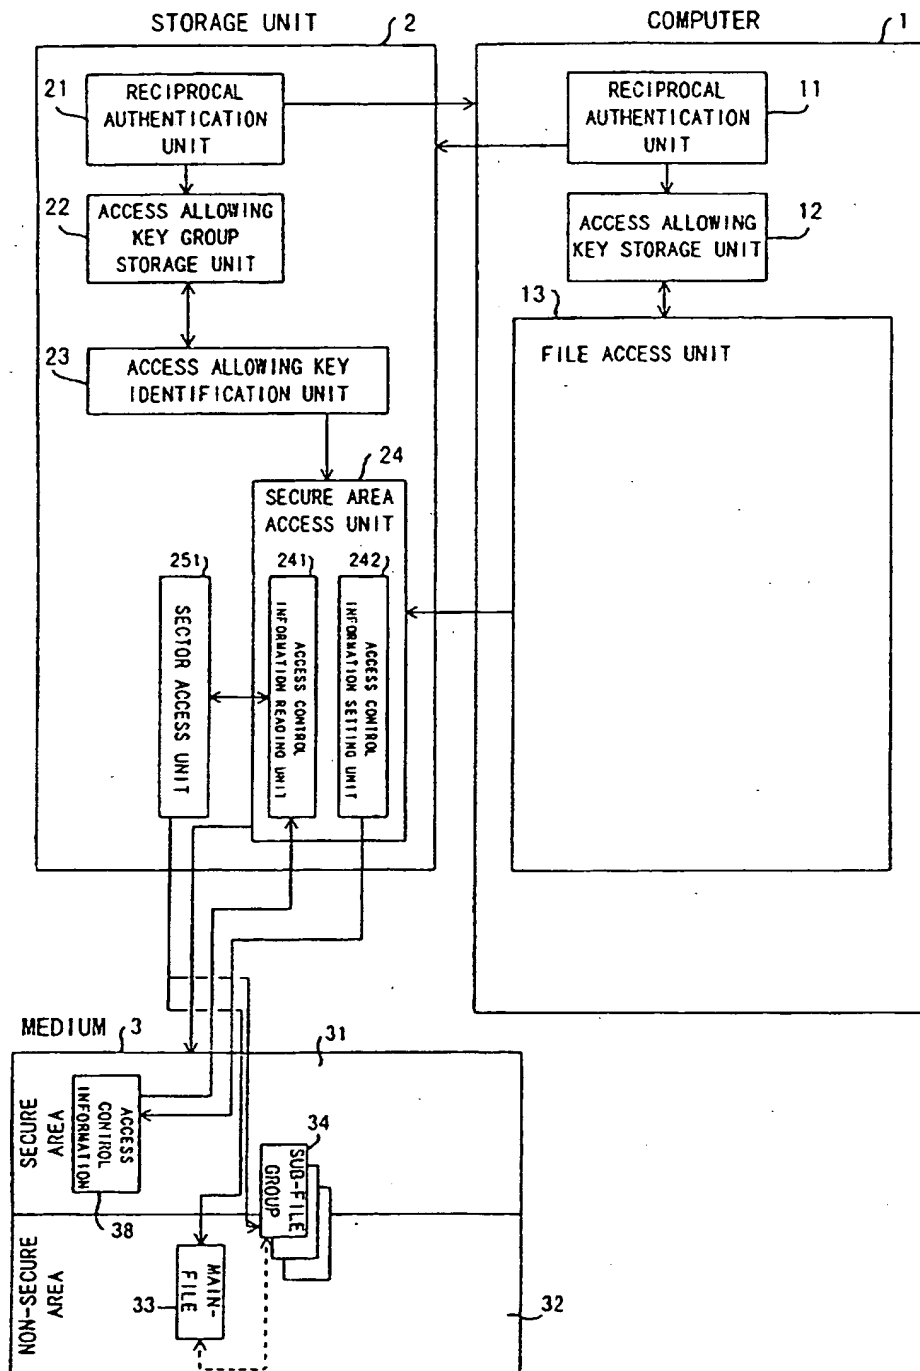 STORAGE UNIT
2
COMPUTER
1
21
RECIPROCAL
AUTHENTICATION
UNIT
RECIPROCAL
AUTHENTICATION
UNIT
11
22
ACCESS ALLOWING
KEY GROUP
STORAGE UNIT
ACCESS ALLOWING
KEY STORAGE UNIT
12
13
FILE ACCESS UNIT
23
ACCESS ALLOWING KEY
IDENTIFICATION UNIT
24
SECURE AREA
ACCESS UNIT
251
SECTOR ACCESS UNIT
241
ACCESS CONTROL
INFORMATION READING UNIT
242
ACCESS CONTROL
INFORMATION SETTING UNIT
MEDIUM 3
31
SECURE
AREA
ACCESS
CONTROL
INFORMATION
38
34
SUB-FILE
GROUP
NON-SECURE
AREA
33
MAIN-
FILE
32